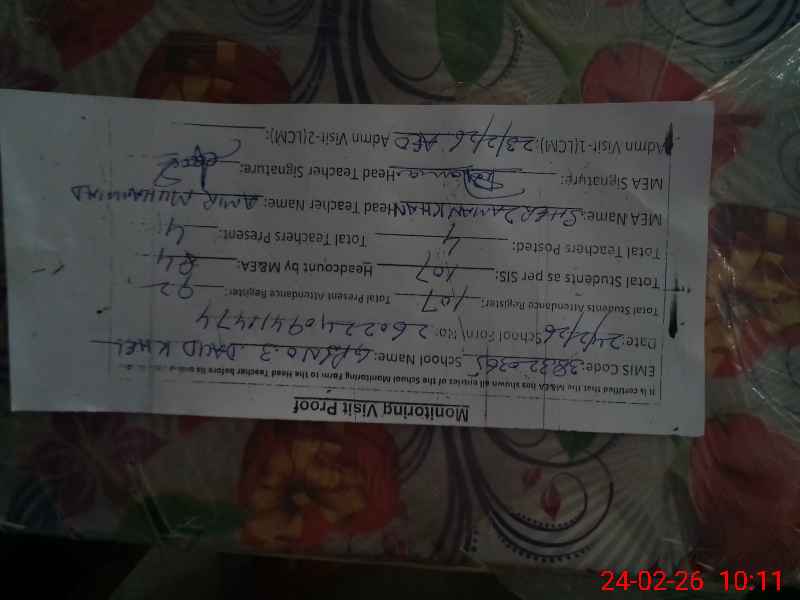 Monitoring Visit Proof
It is certified that the M&EA has shown all entries of the School Monitoring Form to the Head Teacher before its
EMIS Code: 38320365 School Name: GPS NO.3 DAUD KHEL
Date: 24/2/26 School Form No: 26022409411474
Total Students Attendance Register: 107 Total Present Attendant Register: 92
Total Students as per SIS: 107 Headcount by M&EA: 84
Total Teachers Posted: 4 Total Teachers Present: 4
MEA Name: SHER ZAMAN KHAN Head Teacher Name: AMIR MUHAMMAD
MEA Signature: Head Teacher Signature:
Admn Visit-1(LCM): 23/2/26 AEO Admn Visit-2(LCM):
24-02-26 10:11